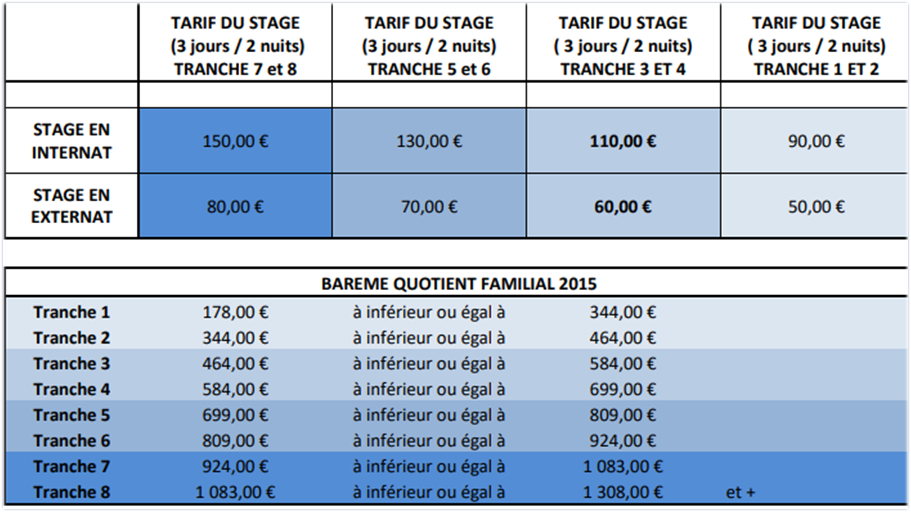 TARIF DU STAGE TARIF DU STAGE TARIF DU STAGE TARIF DU STAGE
(3 jours / 2 nuits) (3 jours / 2 nuits) ( 3 jours / 2 nuits) ( 3 jours / 2 nuits)
TRANCHE 7 et 8 TRANCHE 5 et 6 TRANCHE 3 ET 4 TRANCHE 1 ET 2
STAGE EN
INTERNAT 150,00 € 130,00 € 110,00 € 90,00 €
STAGE EN
EXTERNAT 80,00 € 70,00 € 60,00 € 50,00 €
BAREME QUOTIENT FAMILIAL 2015
Tranche 1 178,00 € à inférieur ou égal à 344,00 €
Tranche 2 344,00 € à inférieur ou égal à 464,00 €
Tranche 3 464,00 € à inférieur ou égal à 584,00 €
Tranche 4 584,00 € à inférieur ou égal à 699,00 €
Tranche 5 699,00 € à inférieur ou égal à 809,00 €
Tranche 6 809,00 € à inférieur ou égal à 924,00 €
Tranche 7 924,00 € à inférieur ou égal à 1 083,00 €
Tranche 8 1 083,00 € à inférieur ou égal à 1 308,00 € et +